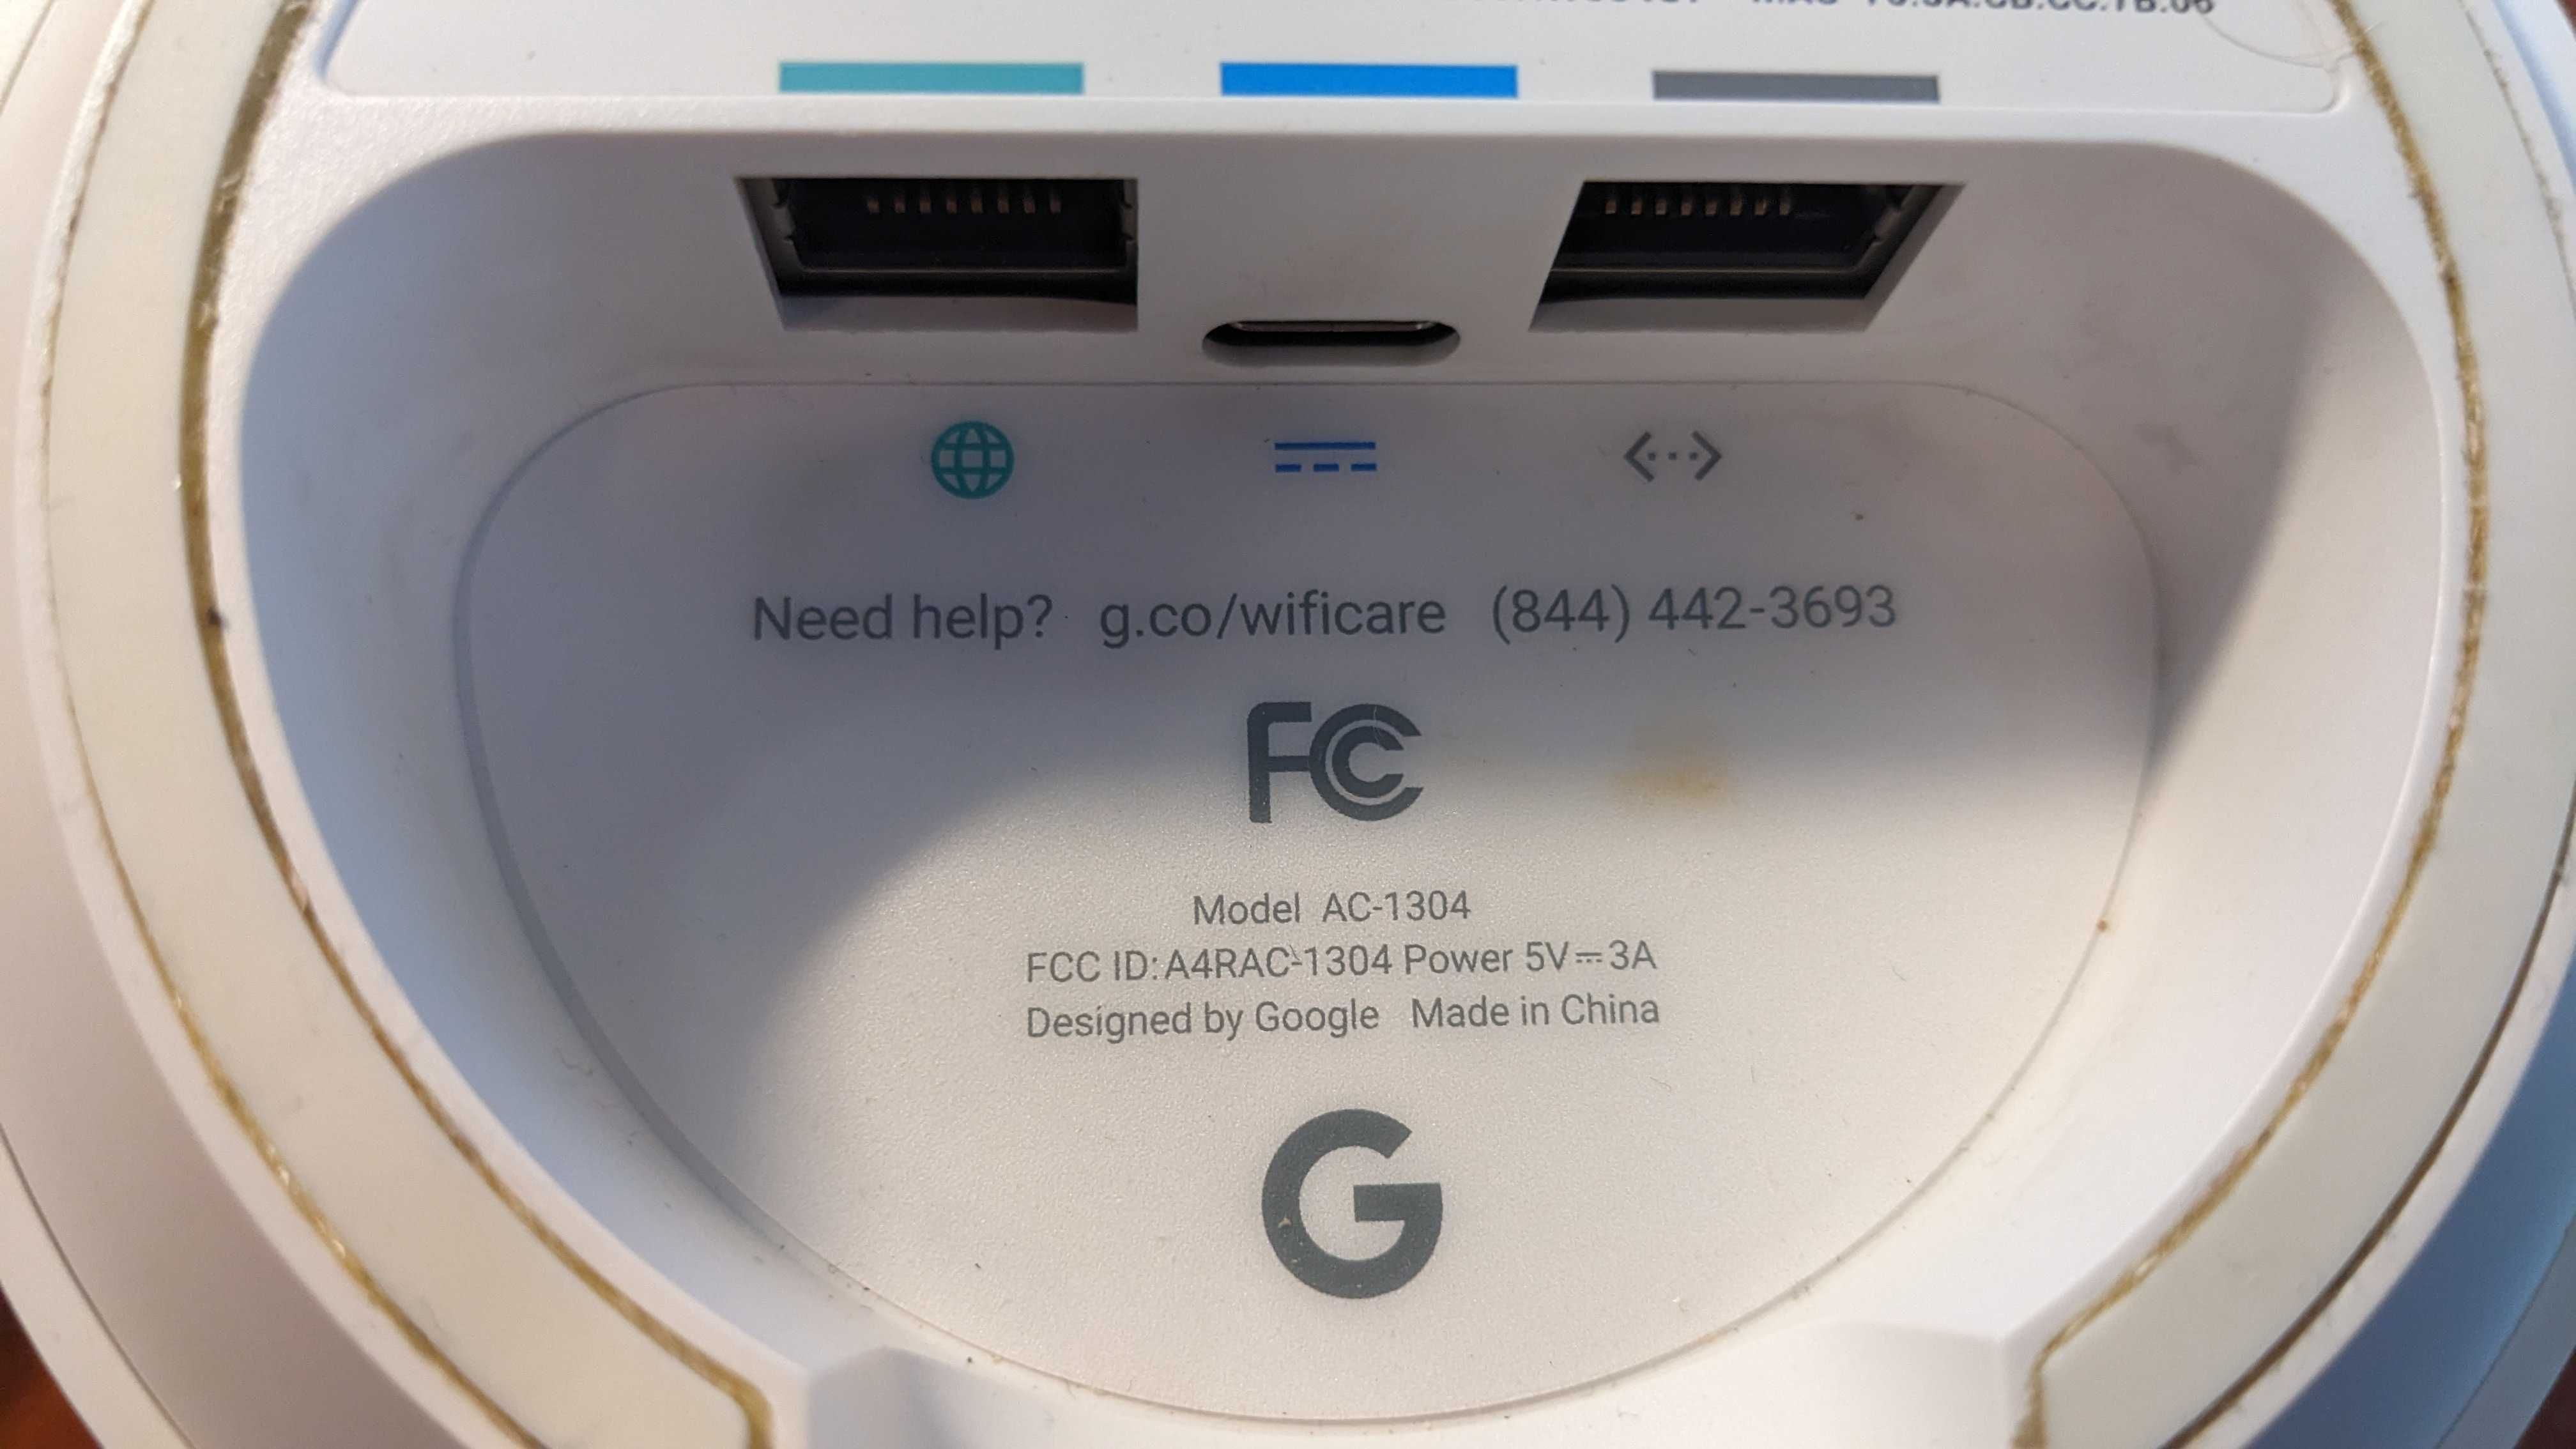 Need help? g.co/wificare (844) 442-3693
FC
Model AC-1304
FCC ID:A4RAC-1304 Power 5V⎓3A
Designed by Google Made in China
G